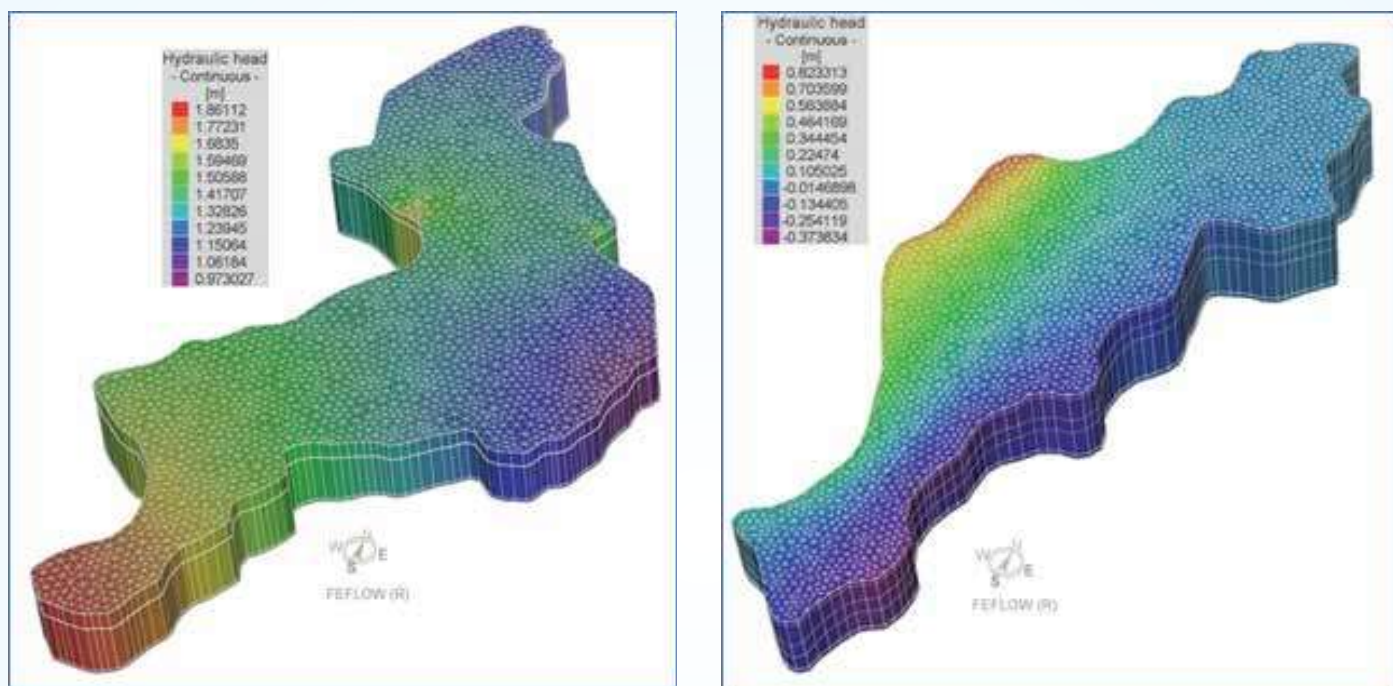 Hydraulic head
- Continuous -
[m]
1.86112
1.77231
1.6835
1.59469
1.50588
1.41707
1.32826
1.23945
1.15064
1.06184
0.973027
W
E
S
FEFLOW (R)
Hydraulic head
- Continuous -
[m]
0.823313
0.703599
0.583884
0.464169
0.344454
0.22474
0.105025
-0.0146898
-0.134405
-0.254119
-0.373834
W
E
S
FEFLOW (R)